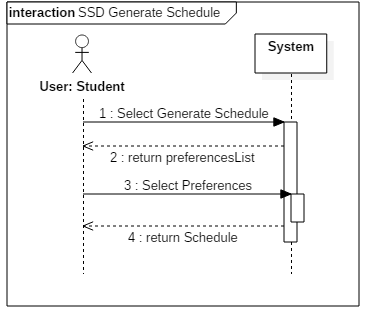 interaction SSD Generate Schedule
System
User: Student
1 : Select Generate Schedule
2 : return preferencesList
3 : Select Preferences
4 : return Schedule